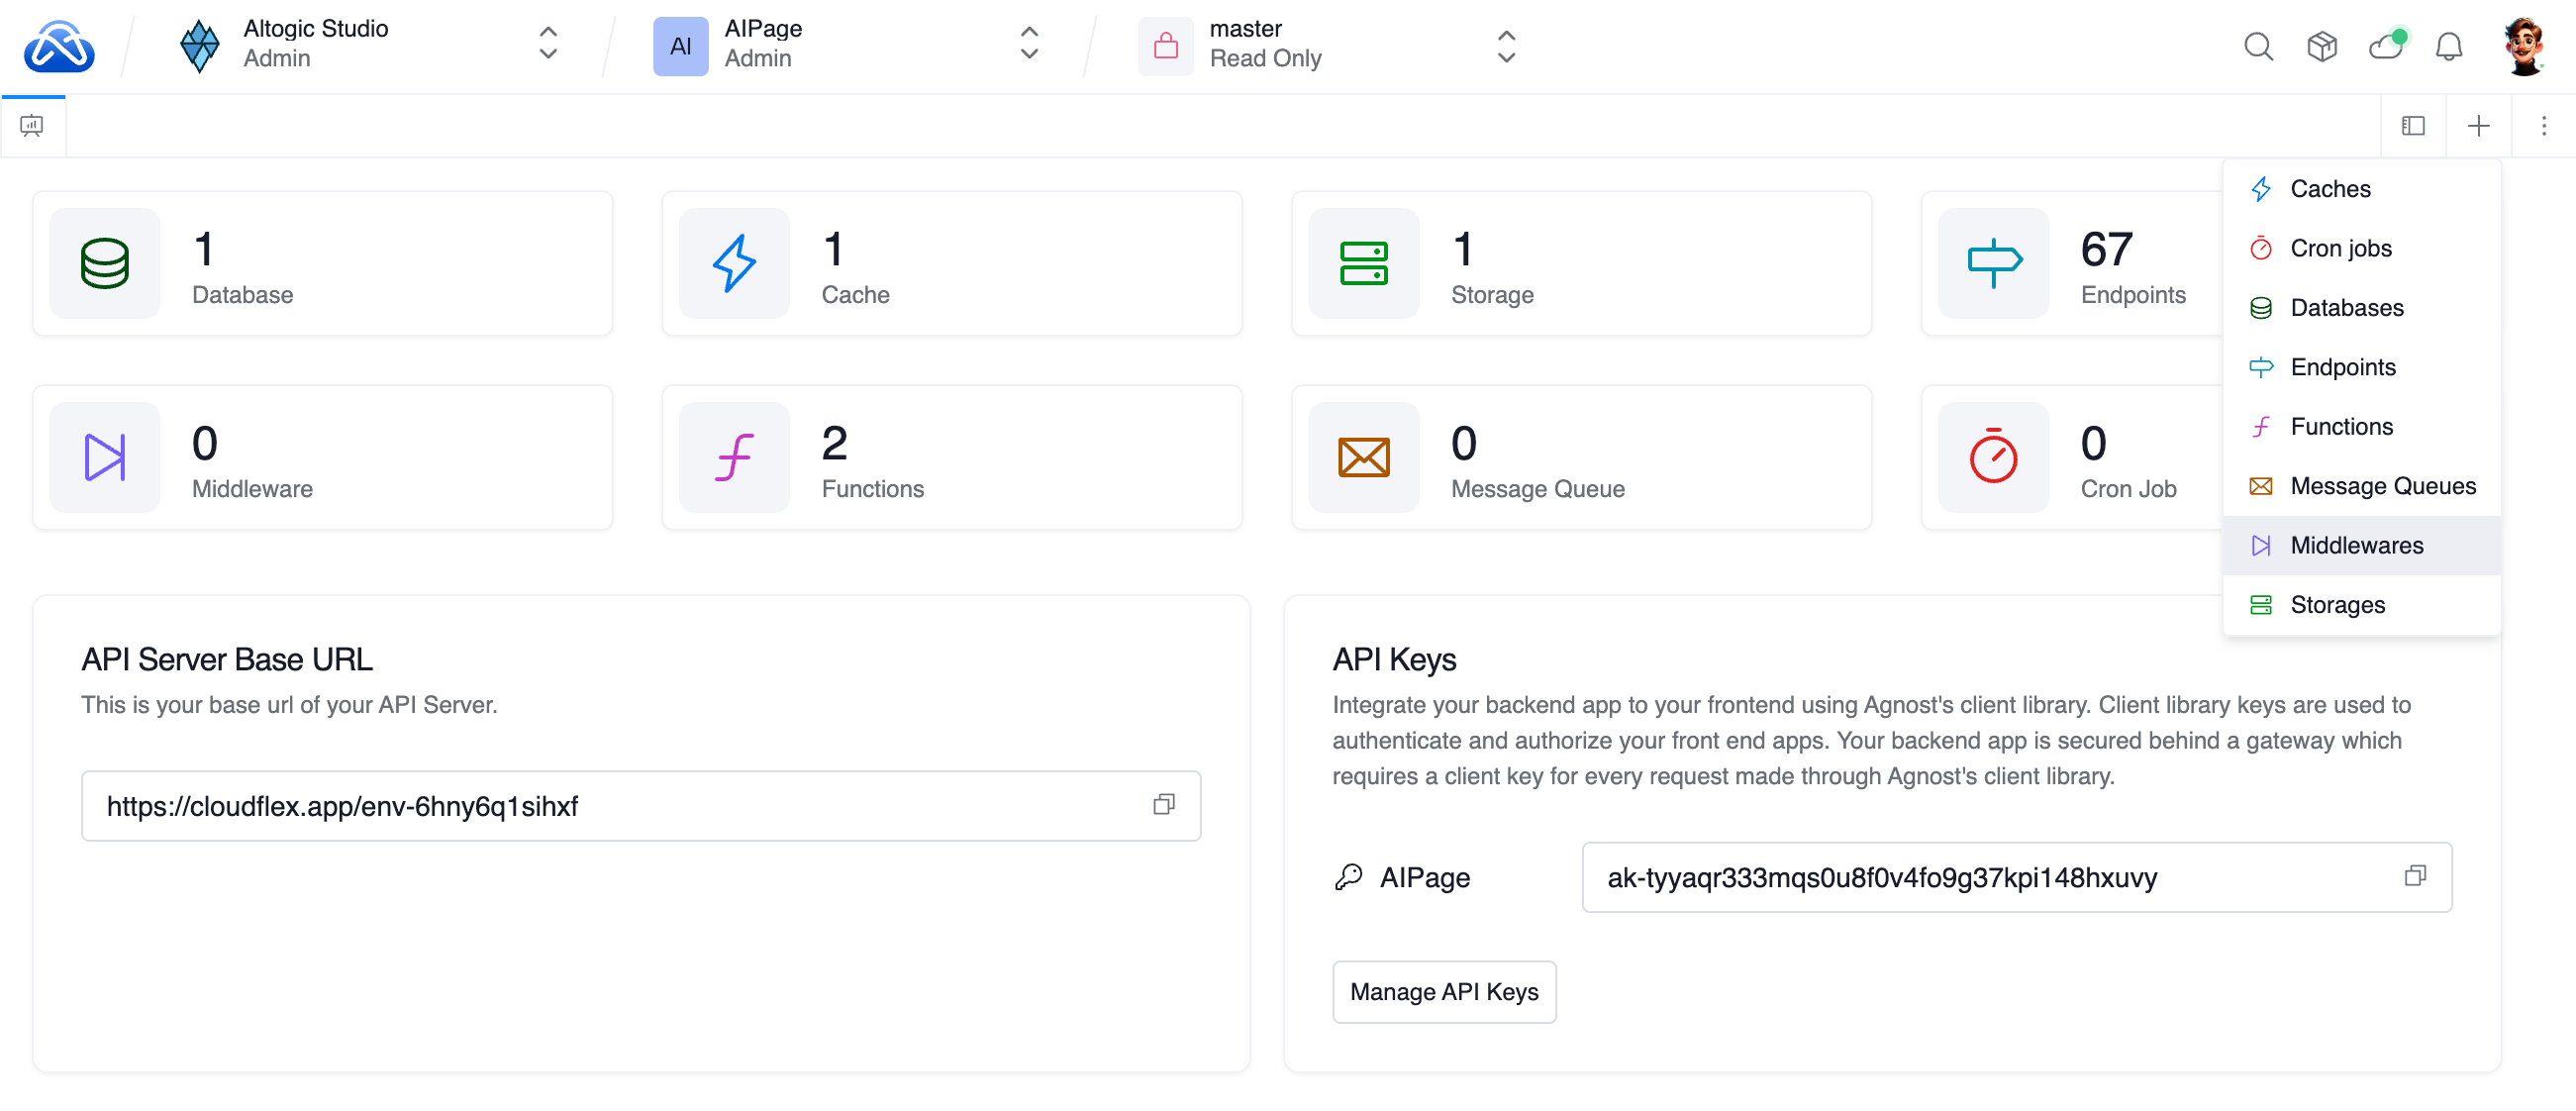 Altogic Studio
Admin
AI
AIPage
Admin
master
Read Only
1
Database
1
Cache
1
Storage
67
Endpoints
0
Middleware
2
Functions
0
Message Queue
0
Cron Job
Caches
Cron jobs
Databases
Endpoints
Functions
Message Queues
Middlewares
Storages
API Server Base URL
This is your base url of your API Server.
https://cloudflex.app/env-6hny6q1sihxf
API Keys
Integrate your backend app to your frontend using Agnost's client library. Client library keys are used to
authenticate and authorize your front end apps. Your backend app is secured behind a gateway which
requires a client key for every request made through Agnost's client library.
AIPage
ak-tyyaqr333mqs0u8f0v4fo9g37kpi148hxuvy
Manage API Keys